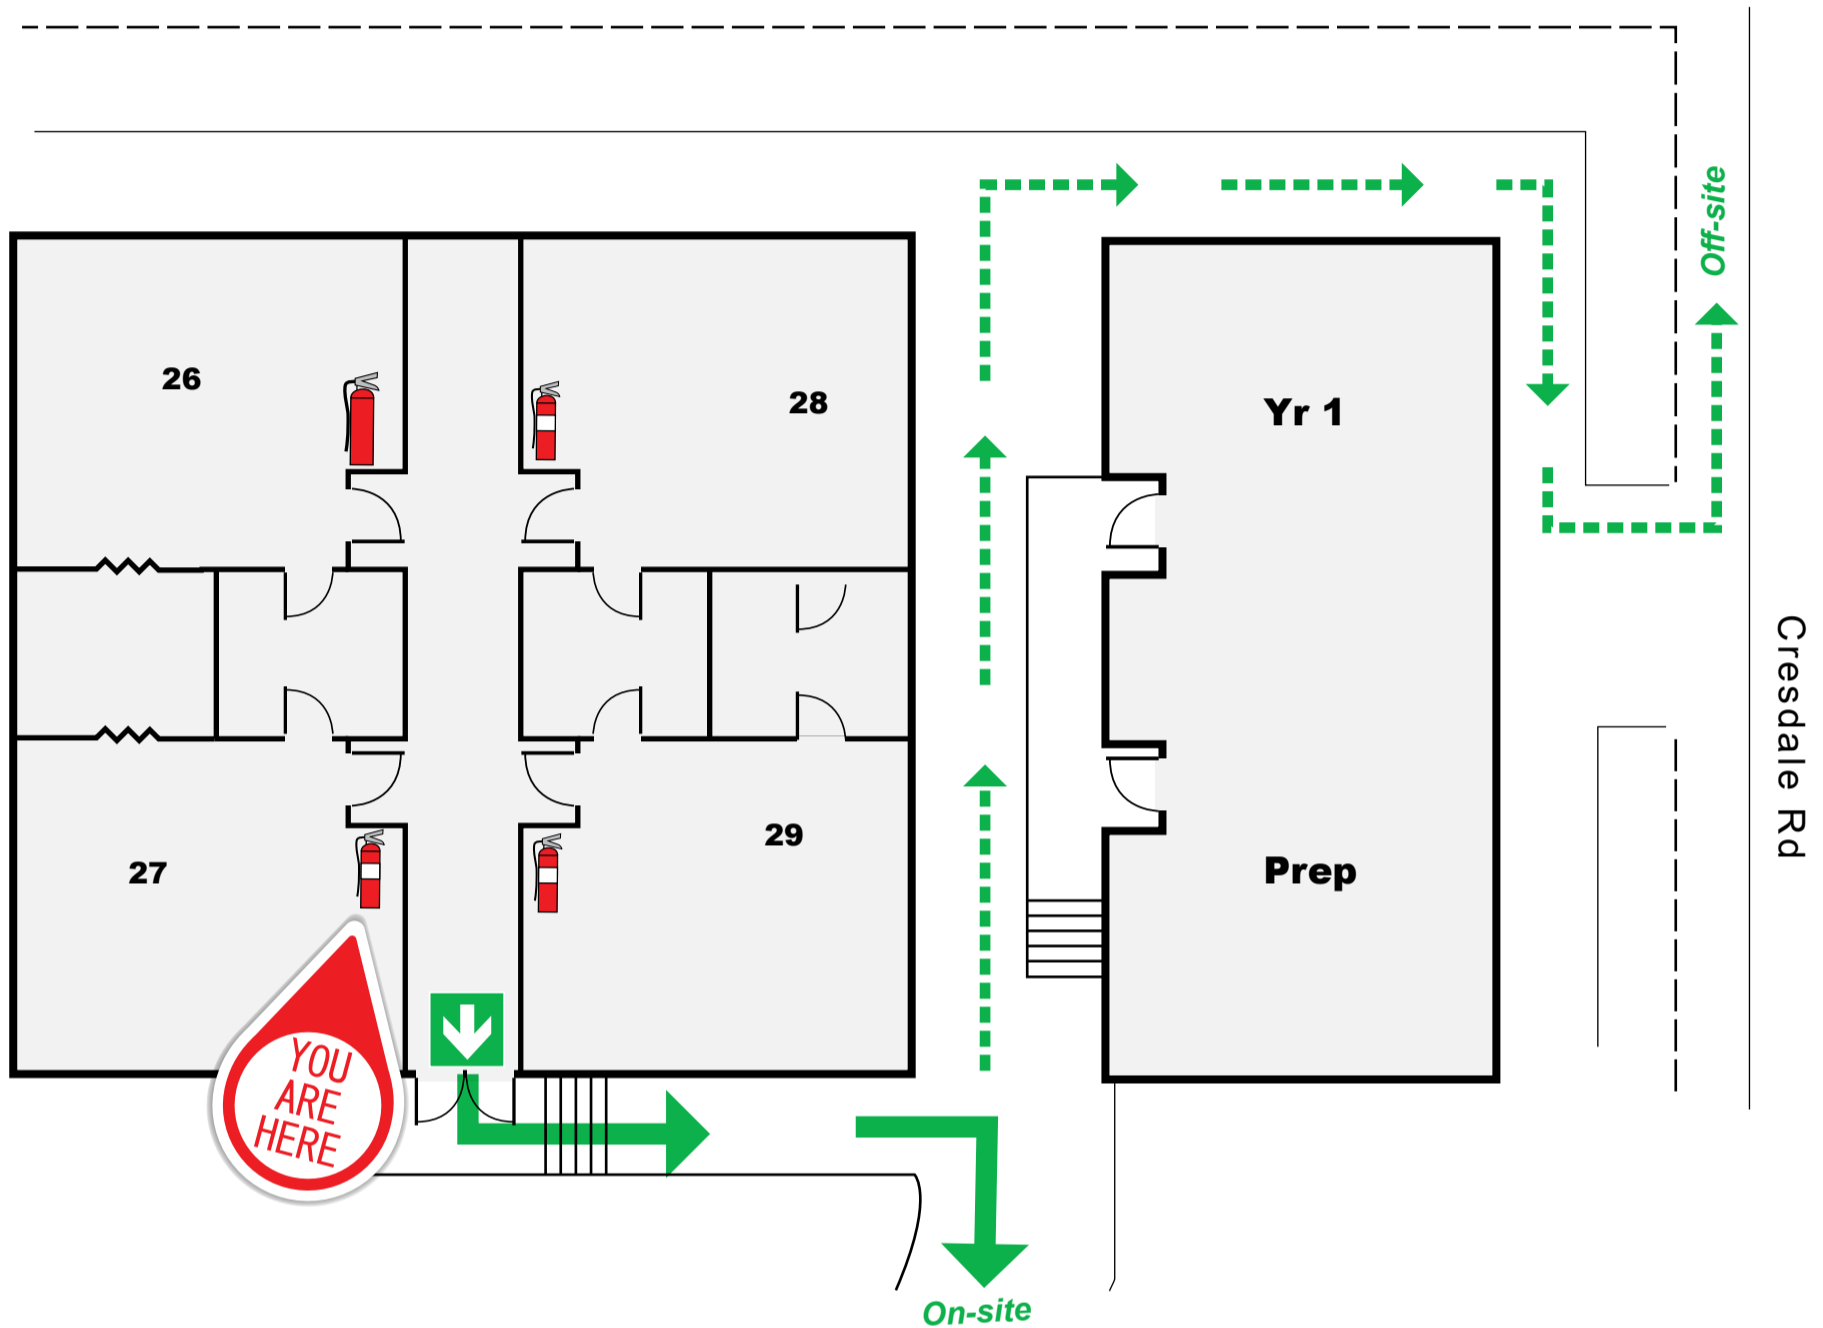 Off-site
26
28
Yr 1
Cresdale Rd
29
27
Prep
YOU
ARE
HERE
On-site